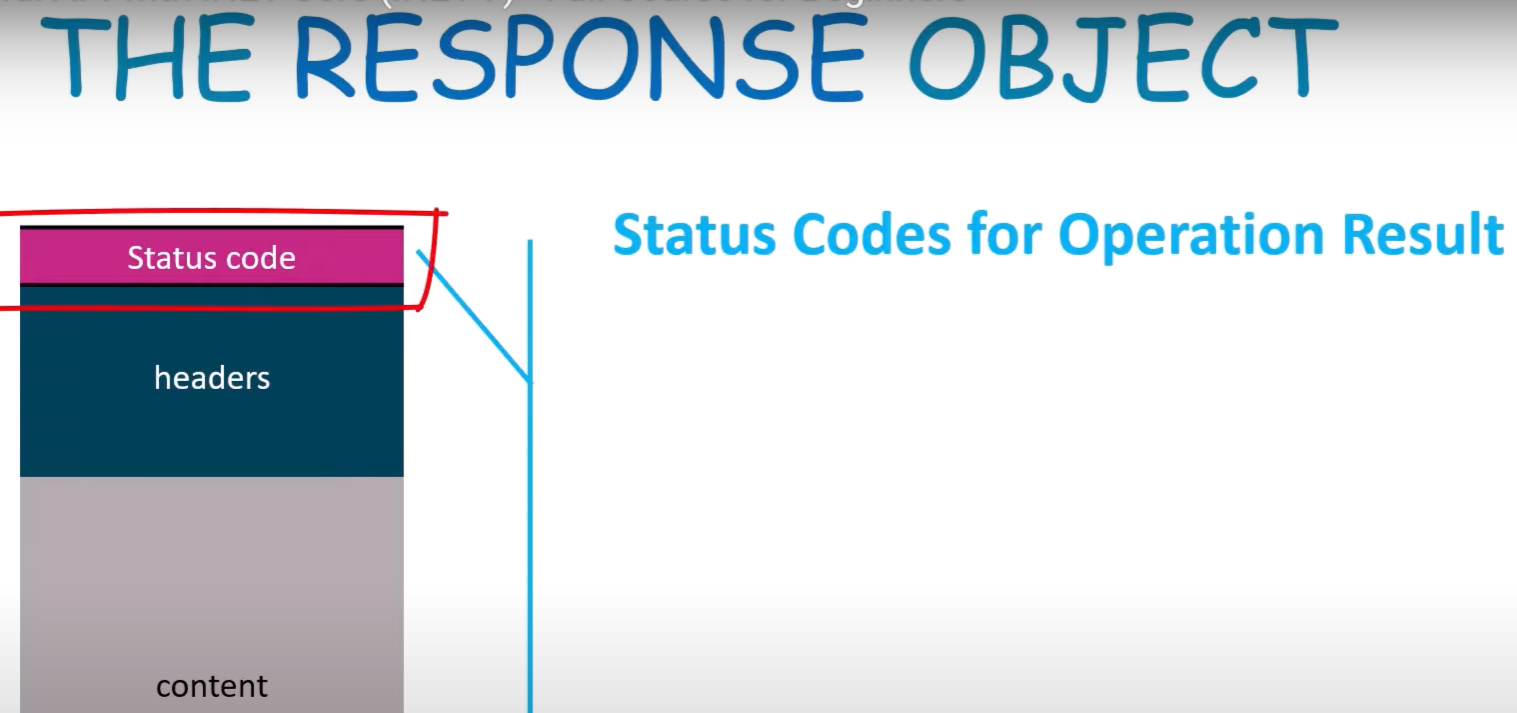 THE RESPONSE OBJECT
Status code
Status Codes for Operation Result
headers
content